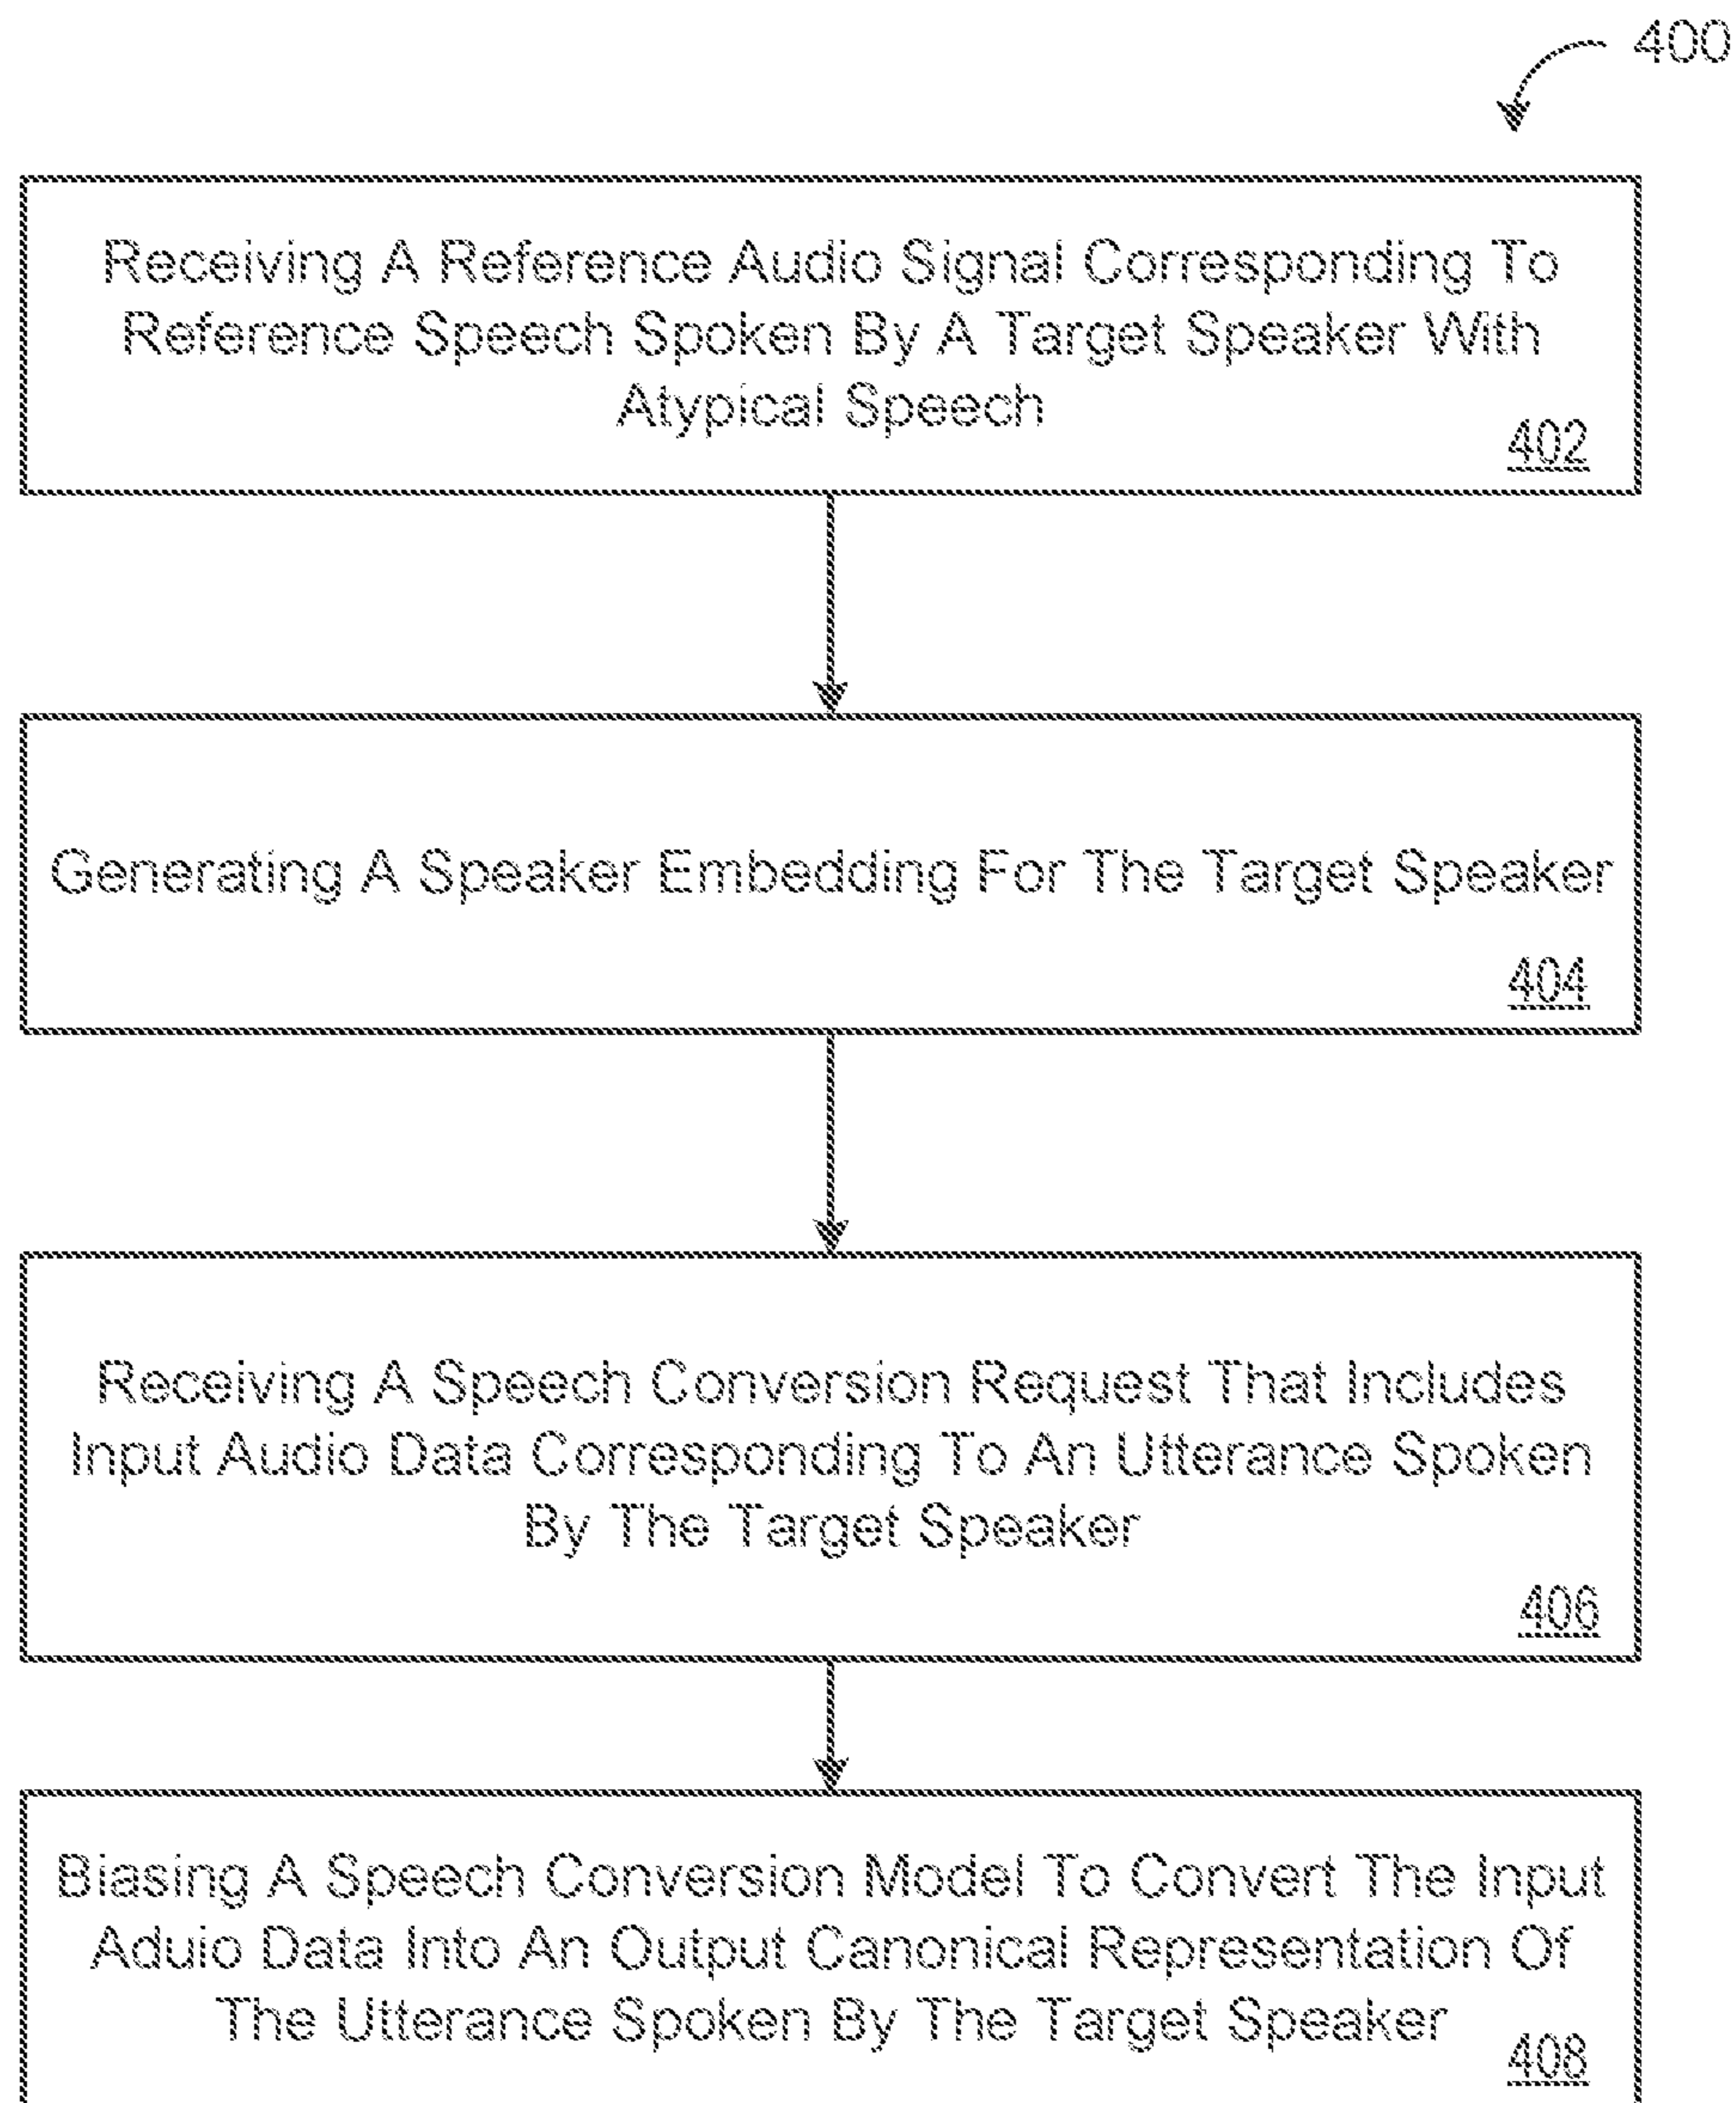 400
Receiving A Reference Audio Signal Corresponding To
Reference Speech Spoken By A Target Speaker With
Atypical Speech
402
Generating A Speaker Embedding For The Target Speaker
404
Receiving A Speech Conversion Request That Includes
Input Audio Data Corresponding To An Utterance Spoken
By The Target Speaker
406
Biasing A Speech Conversion Model To Convert The Input
Aduio Data Into An Output Canonical Representation Of
The Utterance Spoken By The Target Speaker
408